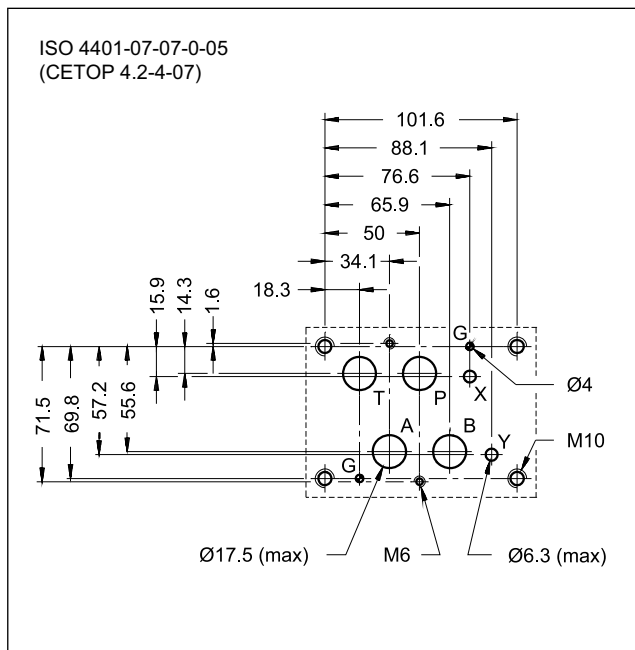 ISO 4401-07-07-0-05
(CETOP 4.2-4-07)
101.6
88.1
76.6
65.9
50
34.1
18.3
15.9
14.3
1.6
G
Ø4
T
P
X
71.5
69.8
57.2
55.6
A
B
Y
M10
G
Ø17.5 (max)
M6
Ø6.3 (max)